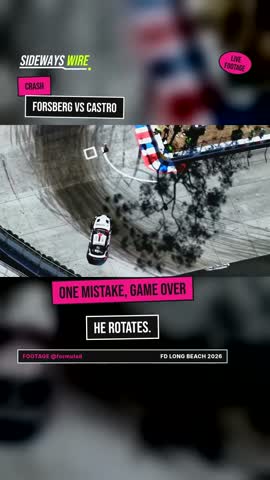 SIDEWAYS WIRE.
LIVE
FOOTAGE
CRASH
FORSBERG VS CASTRO
ONE MISTAKE, GAME OVER
HE ROTATES.
FOOTAGE @formulad
FD LONG BEACH 2026